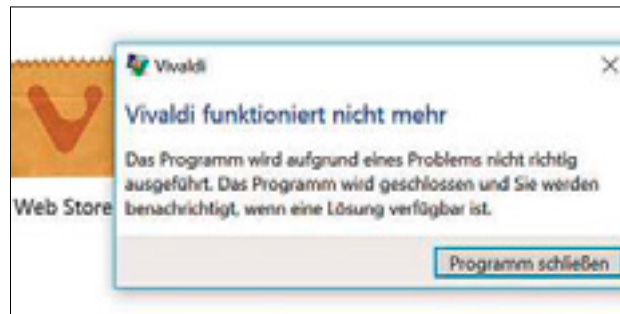 Vivaldi
Vivaldi funktioniert nicht mehr
Das Programm wird aufgrund eines Problems nicht richtig
ausgeführt. Das Programm wird geschlossen und Sie werden
benachrichtigt, wenn eine Lösung verfügbar ist.
Web Store
Programm schließen